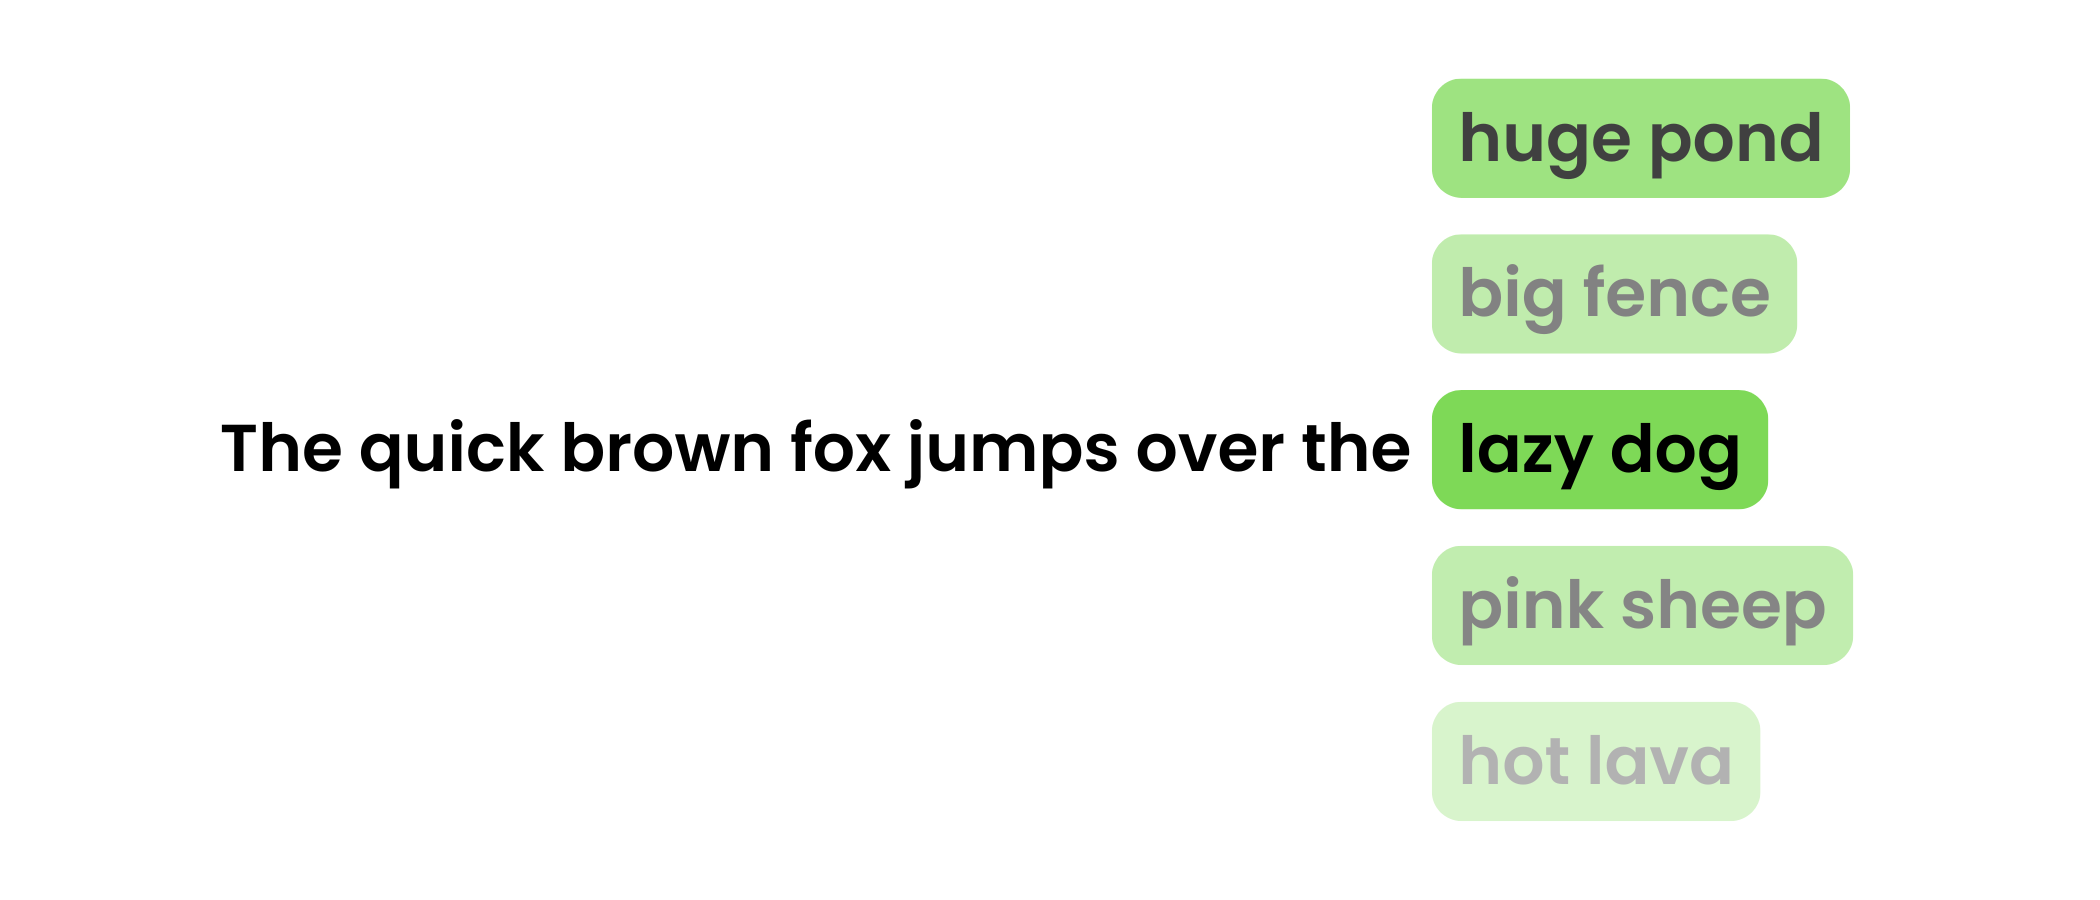 huge pond
big fence
The quick brown fox jumps over the lazy dog
pink sheep
hot lava